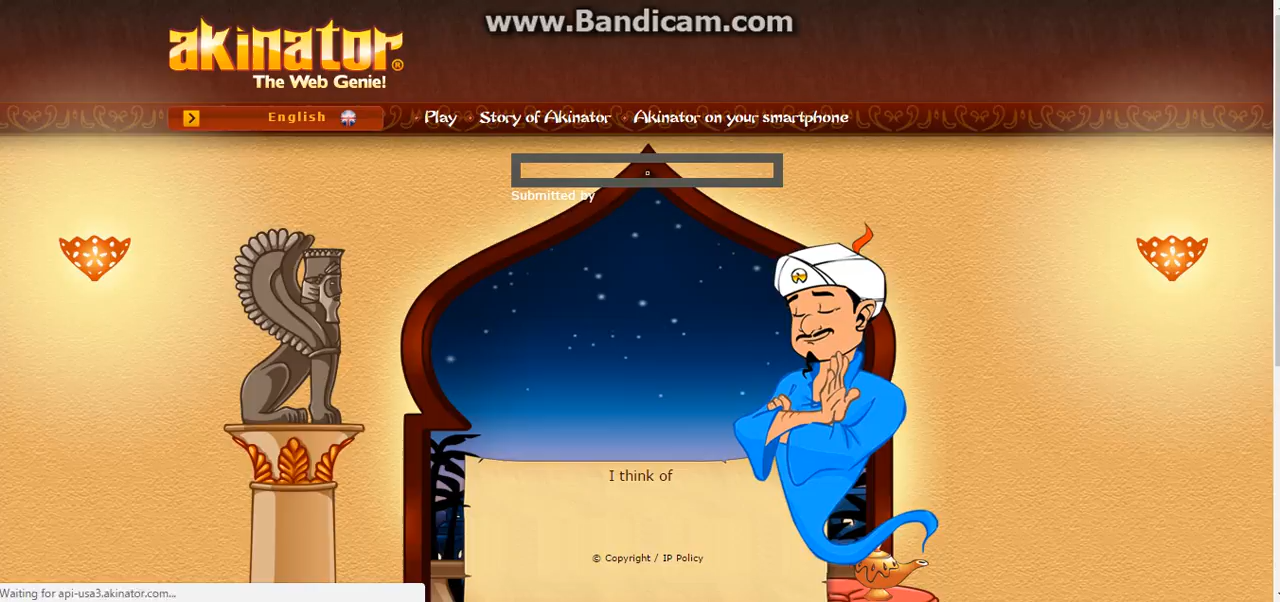 www.Bandicam.com
akinator®
The Web Genie!
English
Play
Story of Akinator
Akinator on your smartphone
Submitted by
I think of
© Copyright / IP Policy
Waiting for api-usa3.akinator.com...